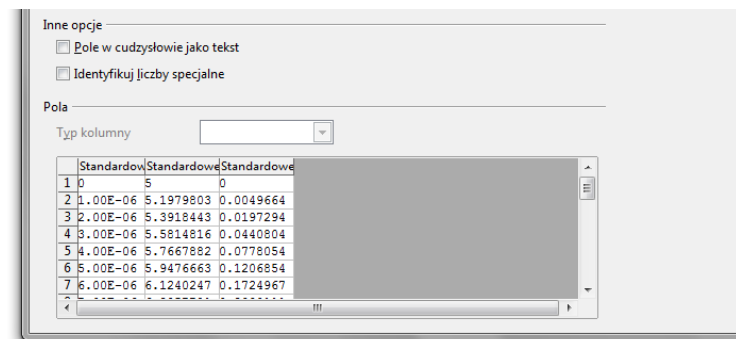 Inne opcje
Pole w cudzysłowie jako tekst
Identyfikuj liczby specjalne
Pola
Typ kolumny
Standardow Standardowe Standardowe
1 0 5 0
2 1.00E-06 5.1979803 0.0049664
3 2.00E-06 5.3918443 0.0197294
4 3.00E-06 5.5814816 0.0440804
5 4.00E-06 5.7667882 0.0778054
6 5.00E-06 5.9476663 0.1206854
7 6.00E-06 6.1240247 0.1724967